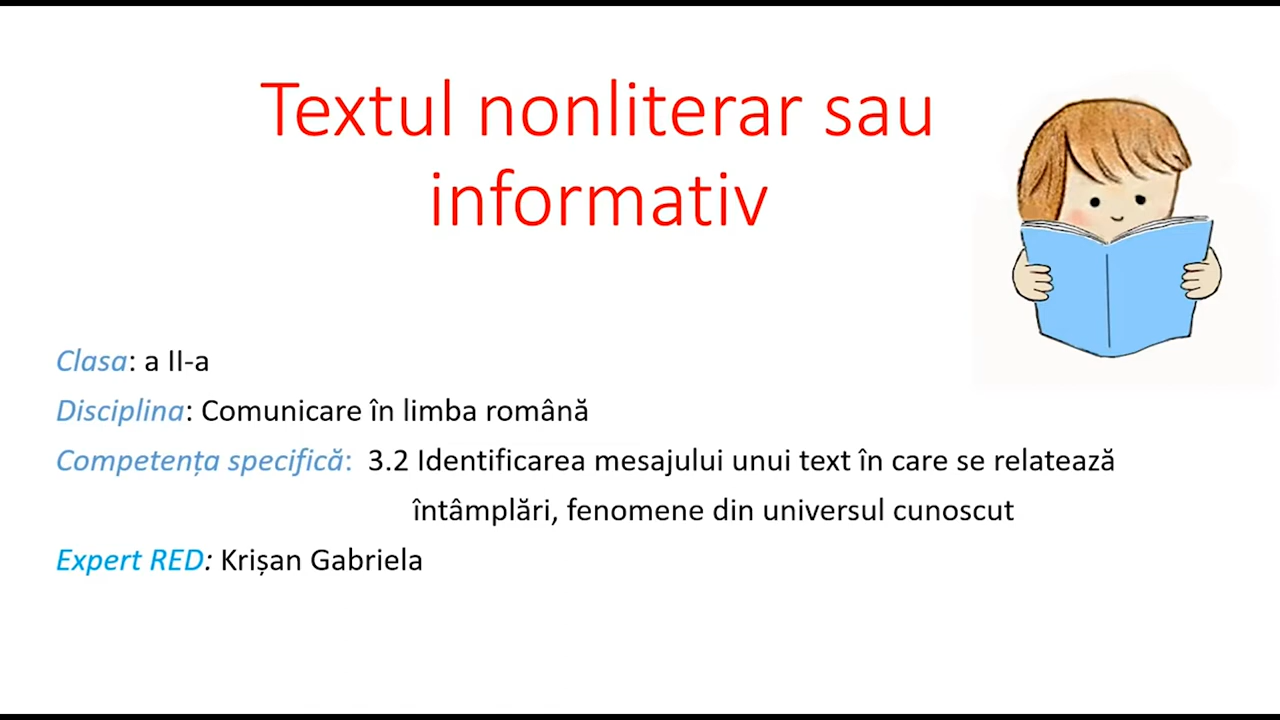 Textul nonliterar sau
informativ
Clasa: a II-a
Disciplina: Comunicare în limba română
Competența specifică: 3.2 Identificarea mesajului unui text în care se relatează
întâmplări, fenomene din universul cunoscut
Expert RED: Krișan Gabriela